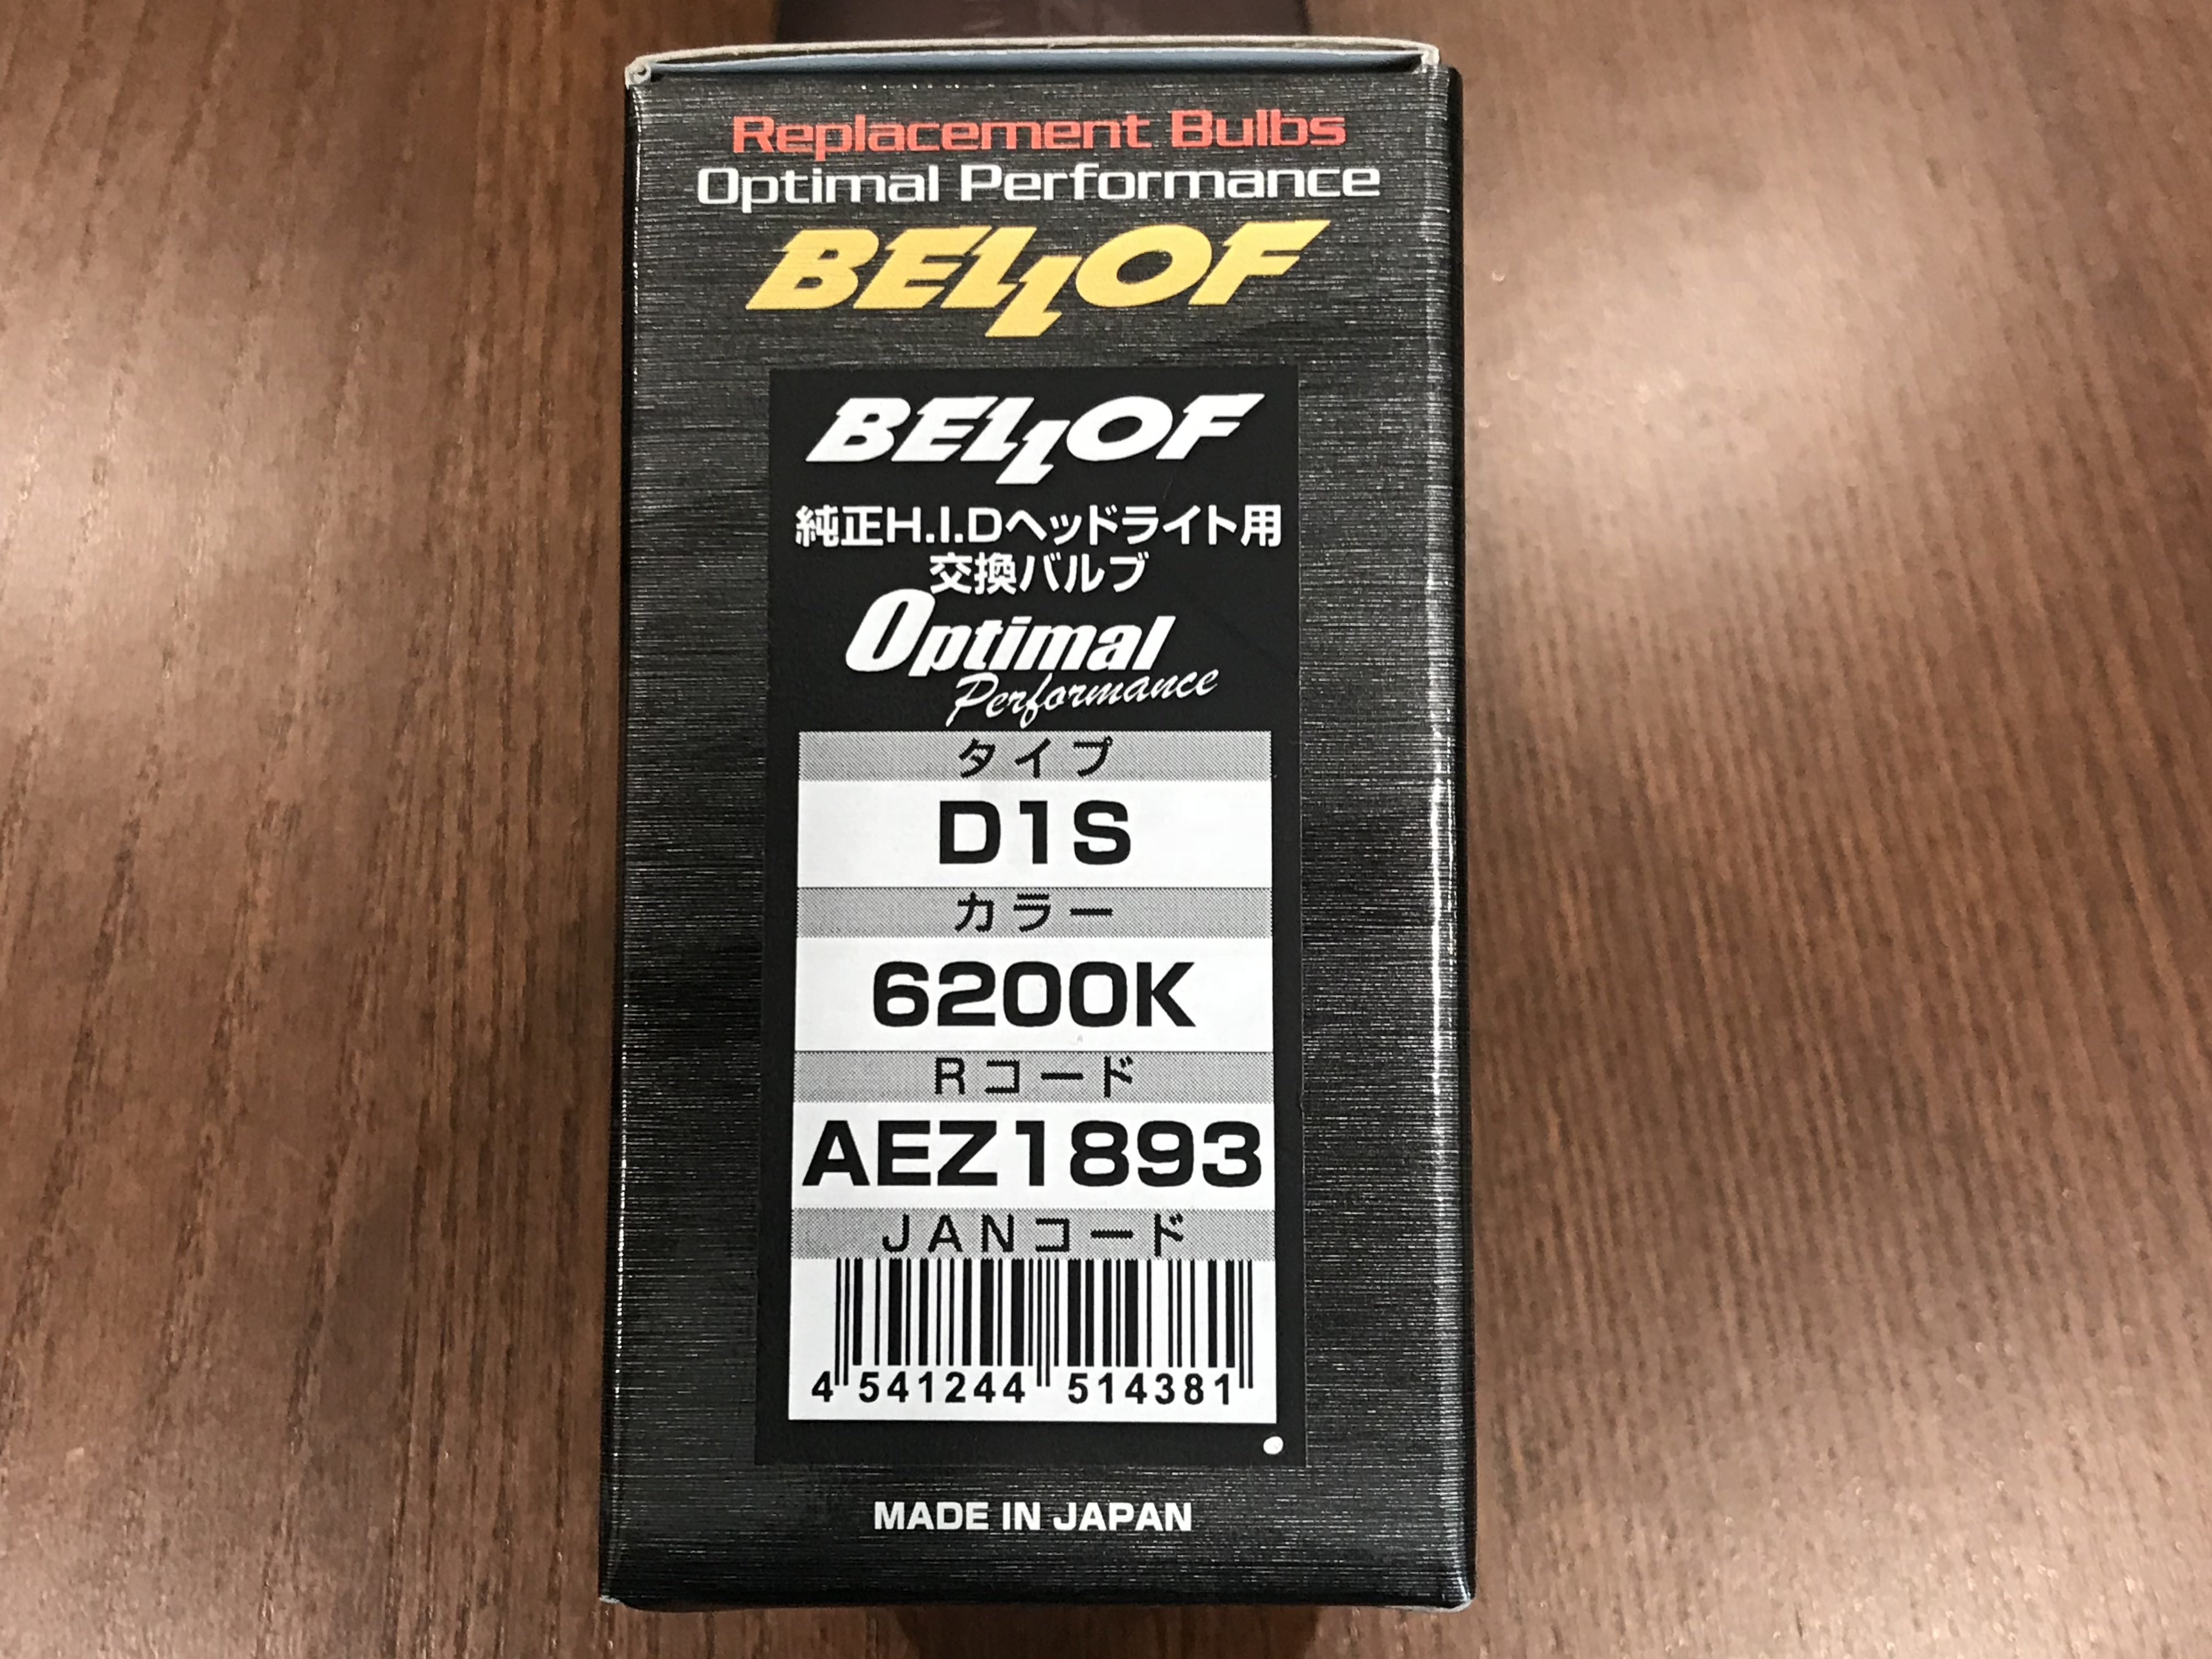 Replacement Bulbs
Optimal Performance
BELLOF
BELLOF
純正H.I.Dヘッドライト用
交換バルブ
Optimal
Performance
タイプ
D1S
カラー
6200K
Rコード
AEZ1893
JANコード
4 541244 514381
MADE IN JAPAN